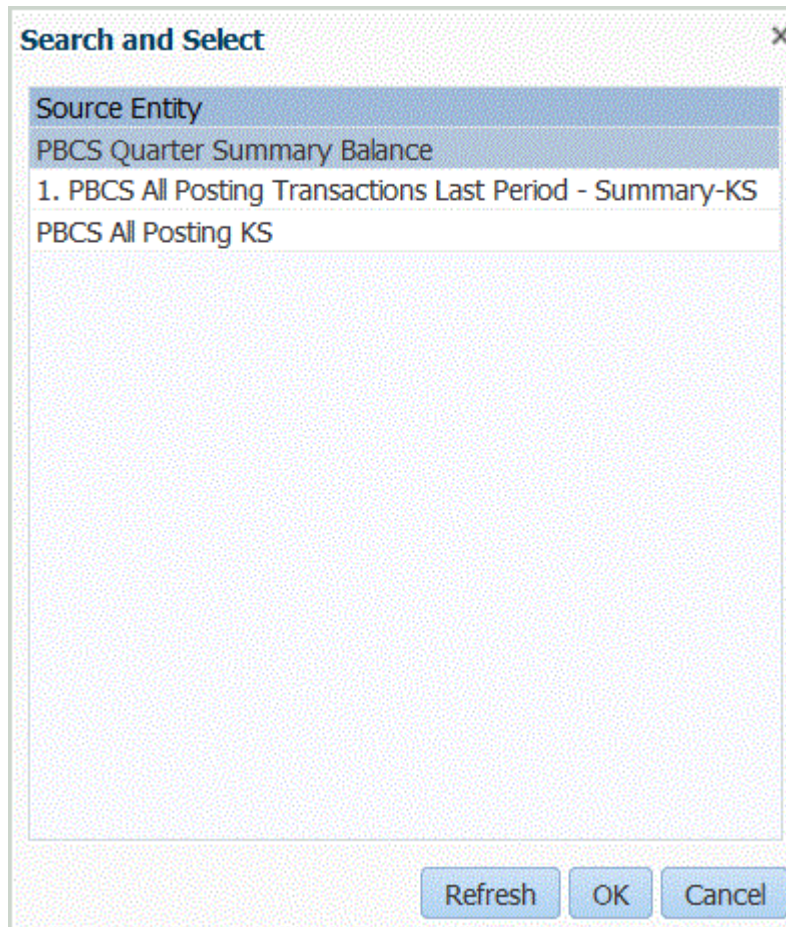 Search and Select
Source Entity
PBCS Quarter Summary Balance
1. PBCS All Posting Transactions Last Period - Summary-KS
PBCS All Posting KS
Refresh OK Cancel